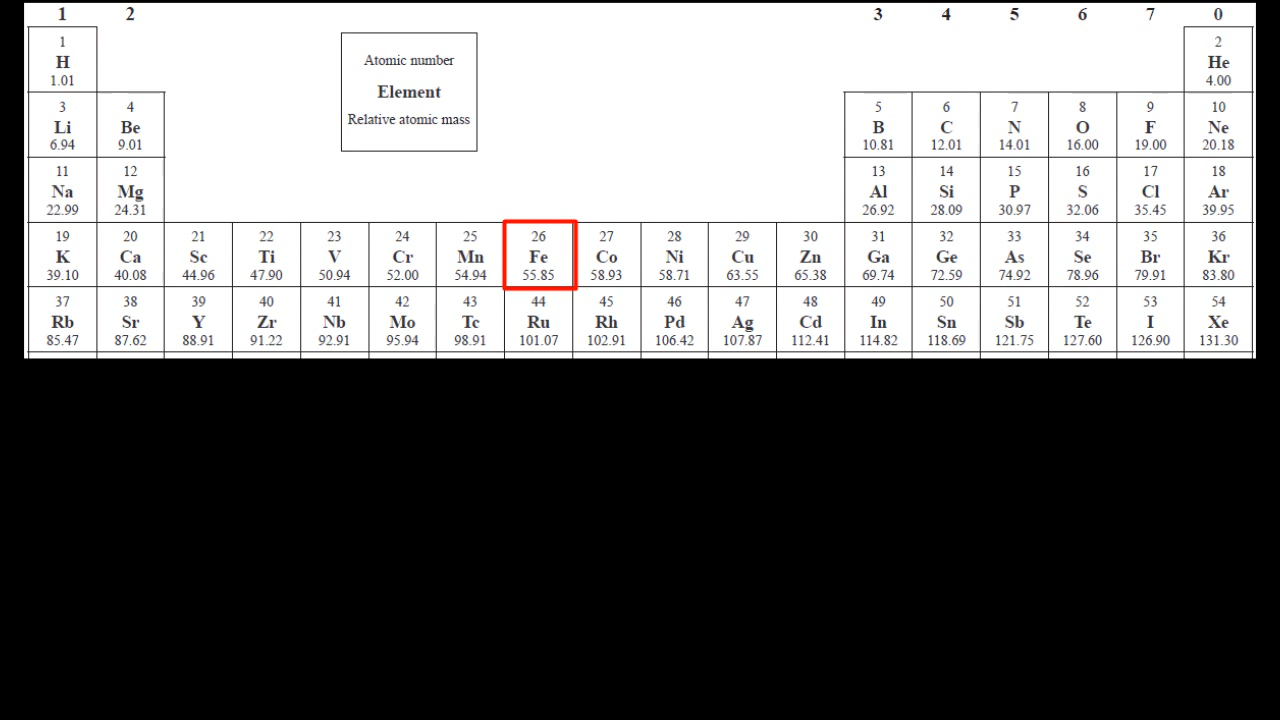 1 2 3 4 5 6 7 0
1 2
H He
1.01 4.00
Atomic number
Element
Relative atomic mass
3 4 5 6 7 8 9 10
Li Be B C N O F Ne
6.94 9.01 10.81 12.01 14.01 16.00 19.00 20.18
11 12 13 14 15 16 17 18
Na Mg Al Si P S Cl Ar
22.99 24.31 26.92 28.09 30.97 32.06 35.45 39.95
19 20 21 22 23 24 25 26 27 28 29 30 31 32 33 34 35 36
K Ca Sc Ti V Cr Mn Fe Co Ni Cu Zn Ga Ge As Se Br Kr
39.10 40.08 44.96 47.90 50.94 52.00 54.94 55.85 58.93 58.71 63.55 65.38 69.74 72.59 74.92 78.96 79.91 83.80
37 38 39 40 41 42 43 44 45 46 47 48 49 50 51 52 53 54
Rb Sr Y Zr Nb Mo Tc Ru Rh Pd Ag Cd In Sn Sb Te I Xe
85.47 87.62 88.91 91.22 92.91 95.94 98.91 101.07 102.91 106.42 107.87 112.41 114.82 118.69 121.75 127.60 126.90 131.30